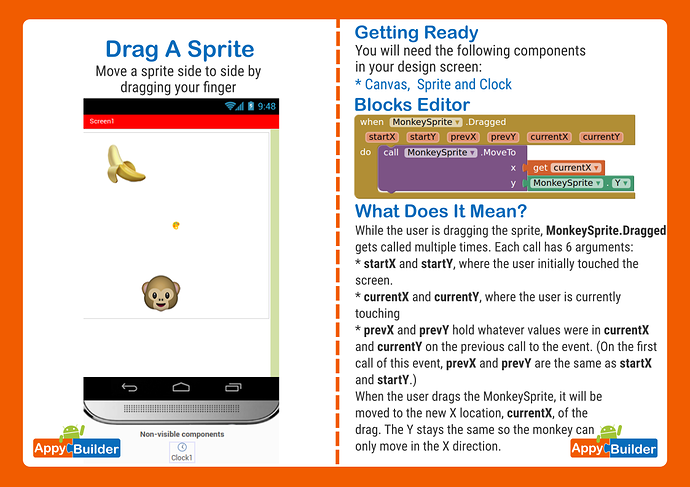 Drag A Sprite
Move a sprite side to side by
dragging your finger
9:48
Screen1
Non-visible components
Clock1
Appy Builder
Getting Ready
You will need the following components
in your design screen:
* Canvas, Sprite and Clock
Blocks Editor
when MonkeySprite .Dragged
startX startY prevX prevY currentX currentY
do call MonkeySprite .MoveTo
x get currentX
y MonkeySprite . Y
What Does It Mean?
While the user is dragging the sprite, MonkeySprite.Dragged
gets called multiple times. Each call has 6 arguments:
* startX and startY, where the user initially touched the
screen.
* currentX and currentY, where the user is currently
touching
* prevX and prevY hold whatever values were in currentX
and currentY on the previous call to the event. (On the first
call of this event, prevX and prevY are the same as startX
and startY.)
When the user drags the MonkeySprite, it will be
moved to the new X location, currentX, of the
drag. The Y stays the same so the monkey can
only move in the X direction.
Appy Builder